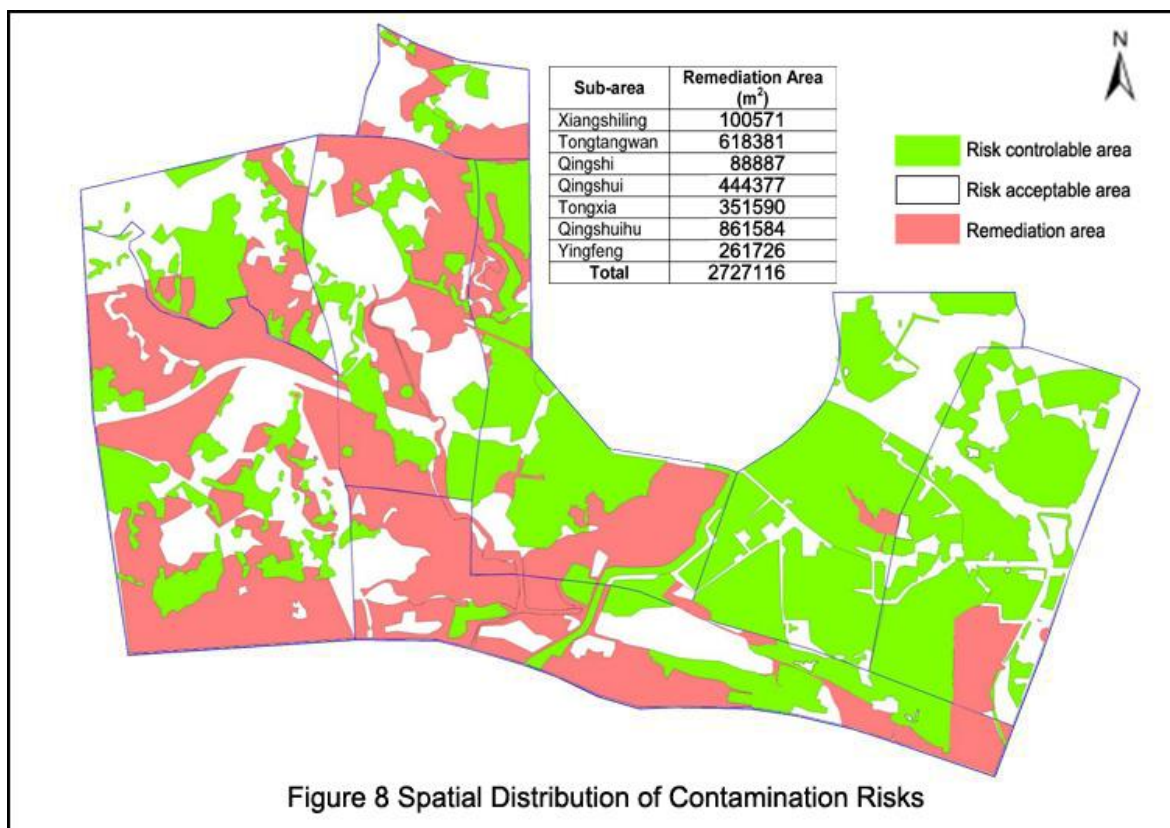 N
Sub-area Remediation Area (m²)
Xiangshiling 100571
Tongtangwan 618381
Qingshi 88887
Qingshui 444377
Tongxia 351590
Qingshuihu 861584
Yingfeng 261726
Total 2727116
Risk controlable area
Risk acceptable area
Remediation area
Figure 8 Spatial Distribution of Contamination Risks